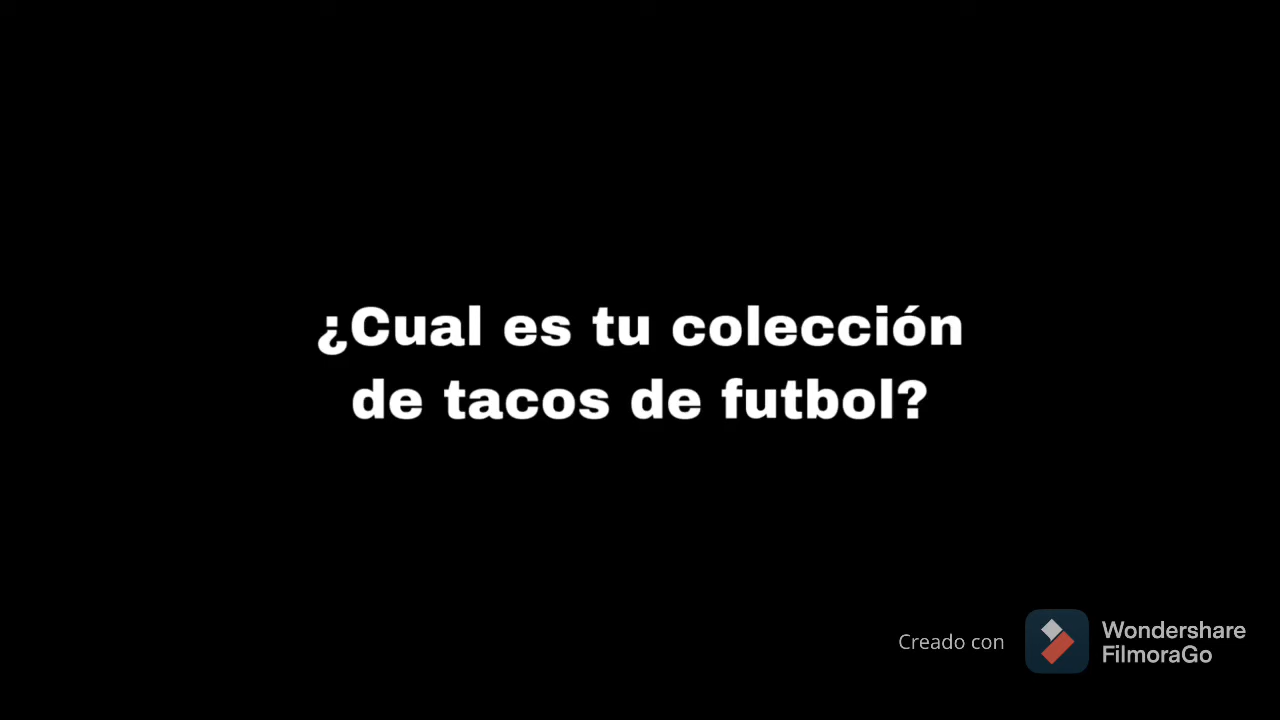 ¿Cual es tu colección
de tacos de futbol?
Creado con
Wondershare
FilmoraGo